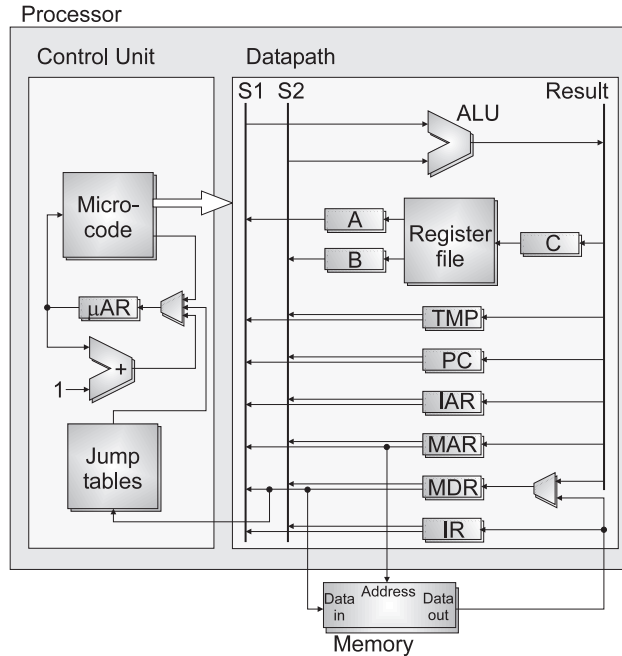 Processor
Control Unit
Datapath
S1 S2
Result
ALU
Micro-
code
A
B
Register
file
C
μAR
TMP
+
1
PC
IAR
MAR
Jump
tables
MDR
IR
Address
Data
in
Data
out
Memory